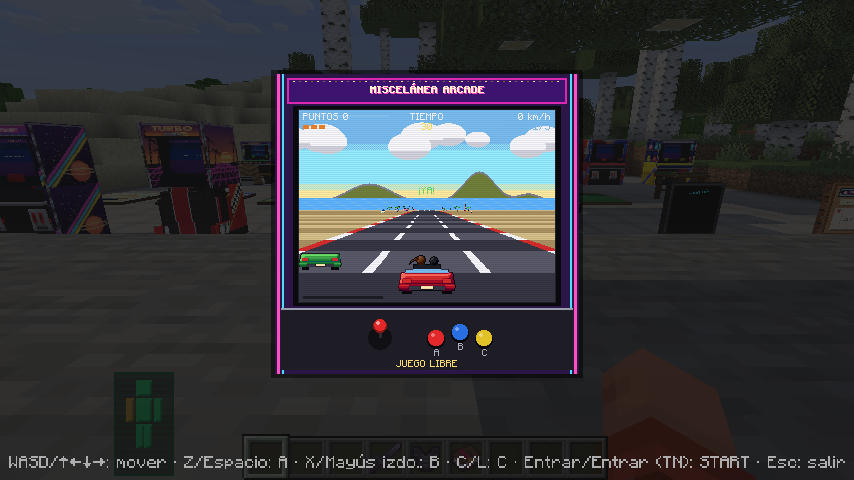 MISCELÁNEA ARCADE
PUNTOS 0 TIEMPO 0 km/h
¡YA!
A B C
JUEGO LIBRE
TURBO
WASD/↑←↓→: mover · Z/Espacio: A · X/Mayús izdo.: B · C/L: C · Entrar/Entrar (TN): START · Esc: salir